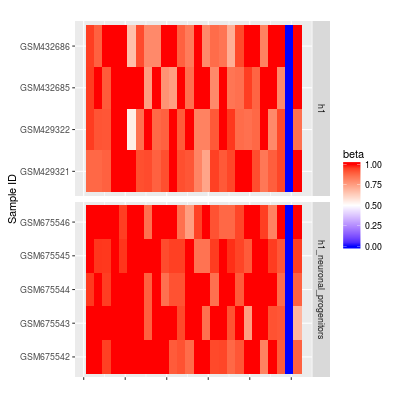 GSM432686
GSM432685
GSM429322
GSM429321
h1
GSM675546
GSM675545
GSM675544
GSM675543
GSM675542
h1_neuronal_progenitors
Sample ID
beta
1.00
0.75
0.50
0.25
0.00